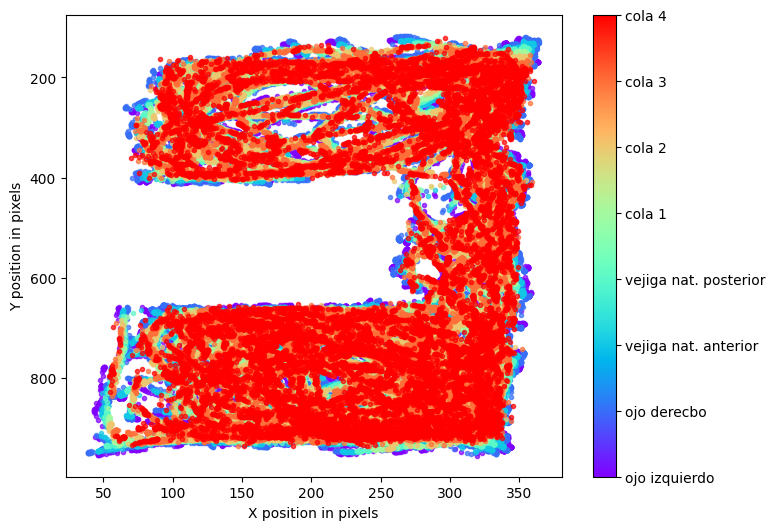 cola 4
cola 3
cola 2
cola 1
vejiga nat. posterior
vejiga nat. anterior
ojo derecbo
ojo izquierdo
200
400
600
800
Y position in pixels
50 100 150 200 250 300 350
X position in pixels